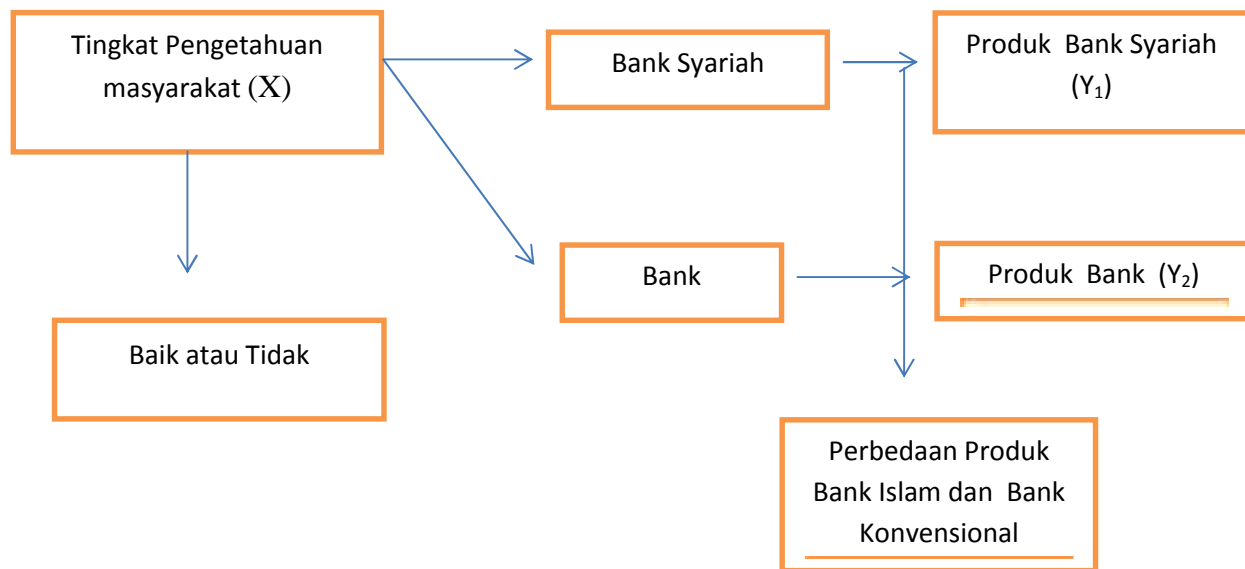 Tingkat Pengetahuan
masyarakat (X)
Bank Syariah
Produk Bank Syariah
(Y₁)
Bank
Produk Bank (Y₂)
Baik atau Tidak
Perbedaan Produk
Bank Islam dan Bank
Konvensional